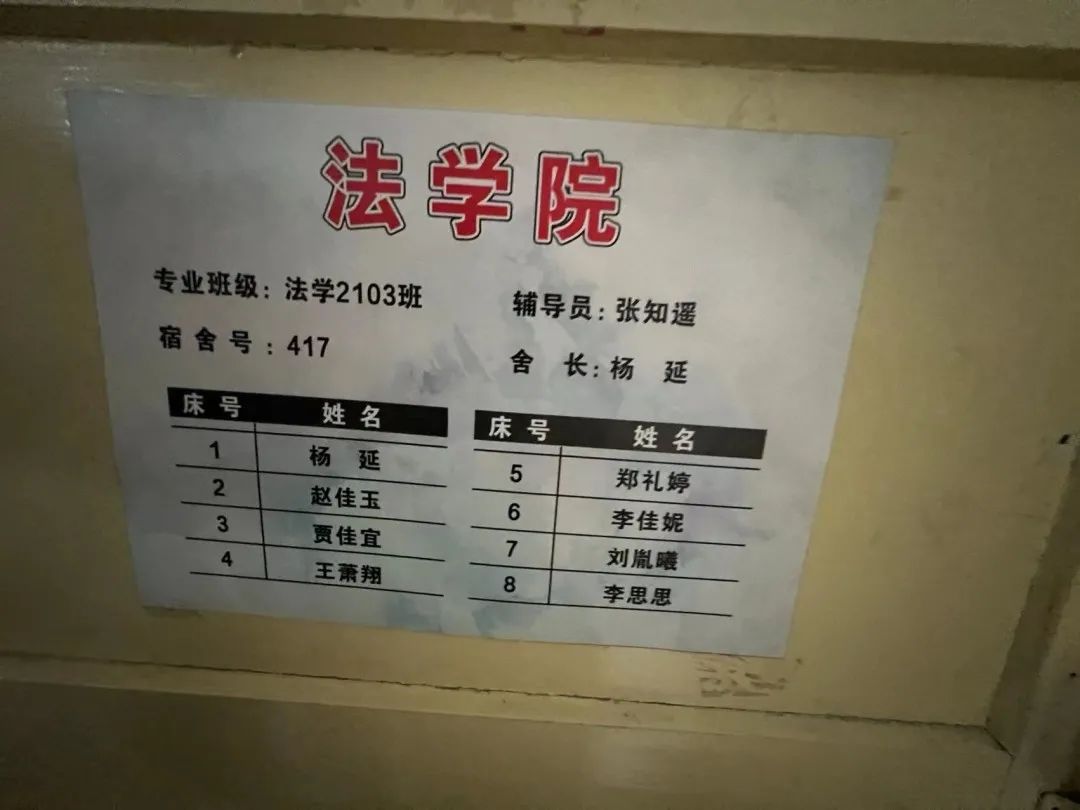 法学院
专业班级：法学2103班
辅导员：张知遥
宿舍号：417
舍 长：杨 延
床号 姓名
1 杨 延
2 赵佳玉
3 贾佳宜
4 王萧翔
床号 姓名
5 郑礼婷
6 李佳妮
7 刘胤曦
8 李思思